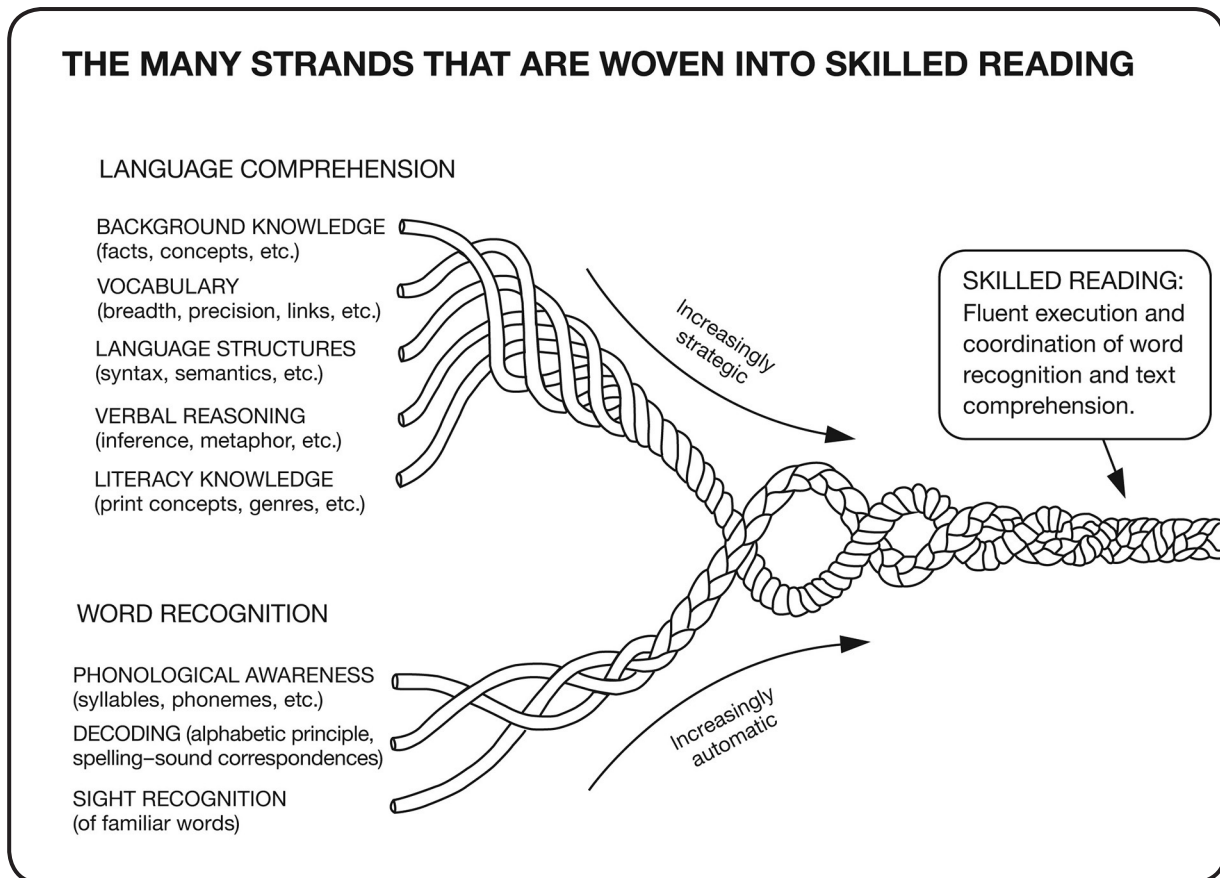 THE MANY STRANDS THAT ARE WOVEN INTO SKILLED READING
LANGUAGE COMPREHENSION
BACKGROUND KNOWLEDGE
(facts, concepts, etc.)
VOCABULARY
(breadth, precision, links, etc.)
LANGUAGE STRUCTURES
(syntax, semantics, etc.)
VERBAL REASONING
(inference, metaphor, etc.)
LITERACY KNOWLEDGE
(print concepts, genres, etc.)
Increasingly
strategic
SKILLED READING:
Fluent execution and
coordination of word
recognition and text
comprehension.
WORD RECOGNITION
PHONOLOGICAL AWARENESS
(syllables, phonemes, etc.)
DECODING (alphabetic principle,
spelling–sound correspondences)
SIGHT RECOGNITION
(of familiar words)
Increasingly
automatic